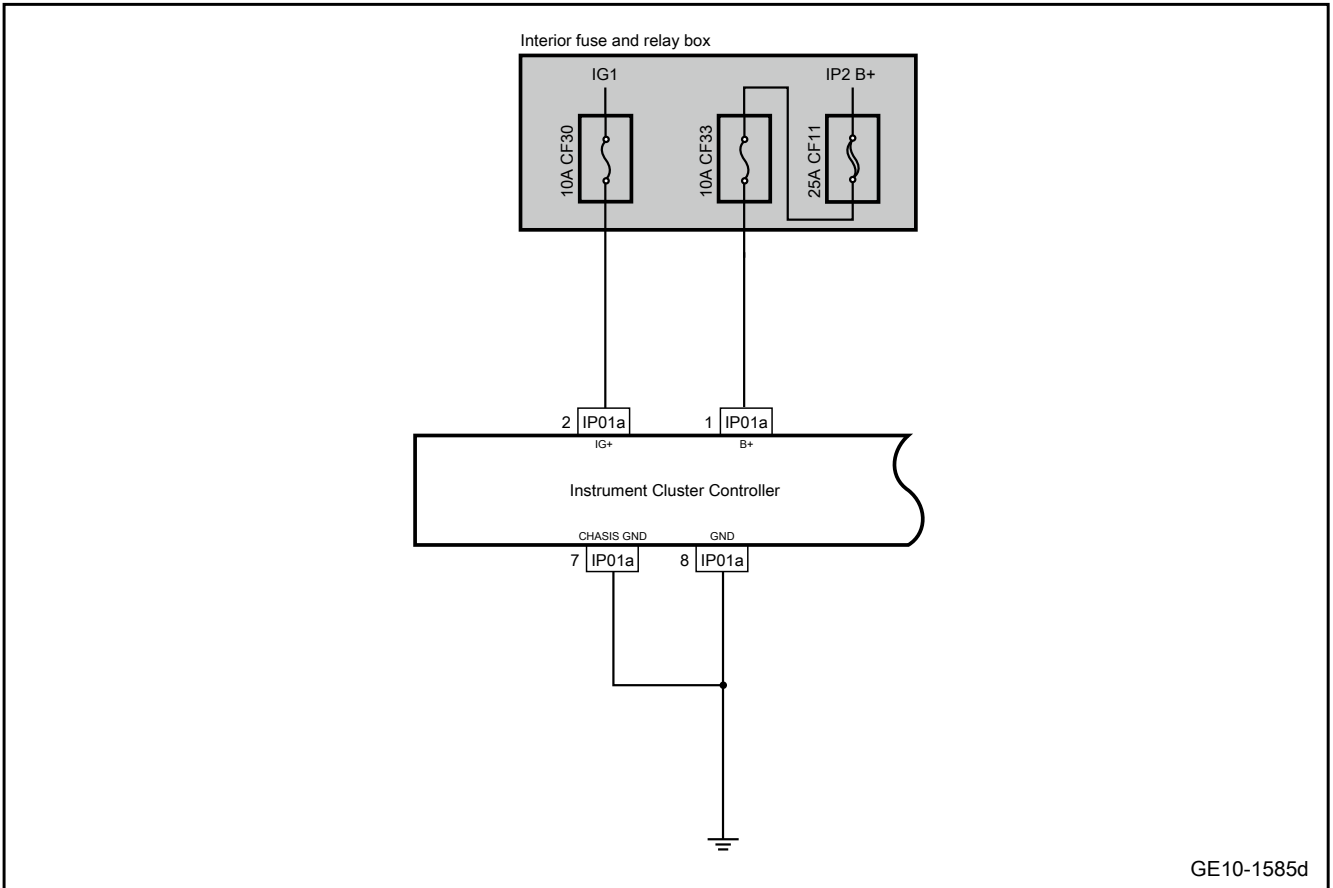 Interior fuse and relay box
IG1
IP2 B+
10A CF30
10A CF33
25A CF11
2 IP01a
1 IP01a
IG+
B+
Instrument Cluster Controller
CHASIS GND
GND
7 IP01a
8 IP01a
GE10-1585d